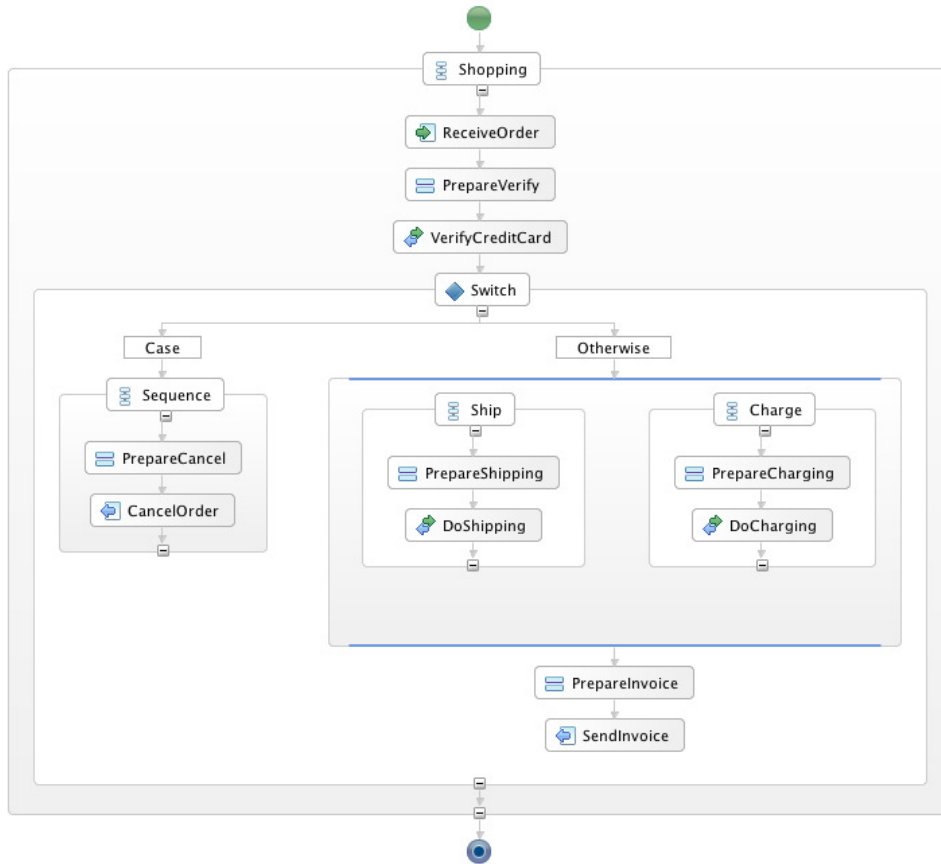 Shopping
ReceiveOrder
PrepareVerify
VerifyCreditCard
Switch
Case
Otherwise
Sequence
Ship
Charge
PrepareCancel
PrepareShipping
PrepareCharging
CancelOrder
DoShipping
DoCharging
PrepareInvoice
SendInvoice